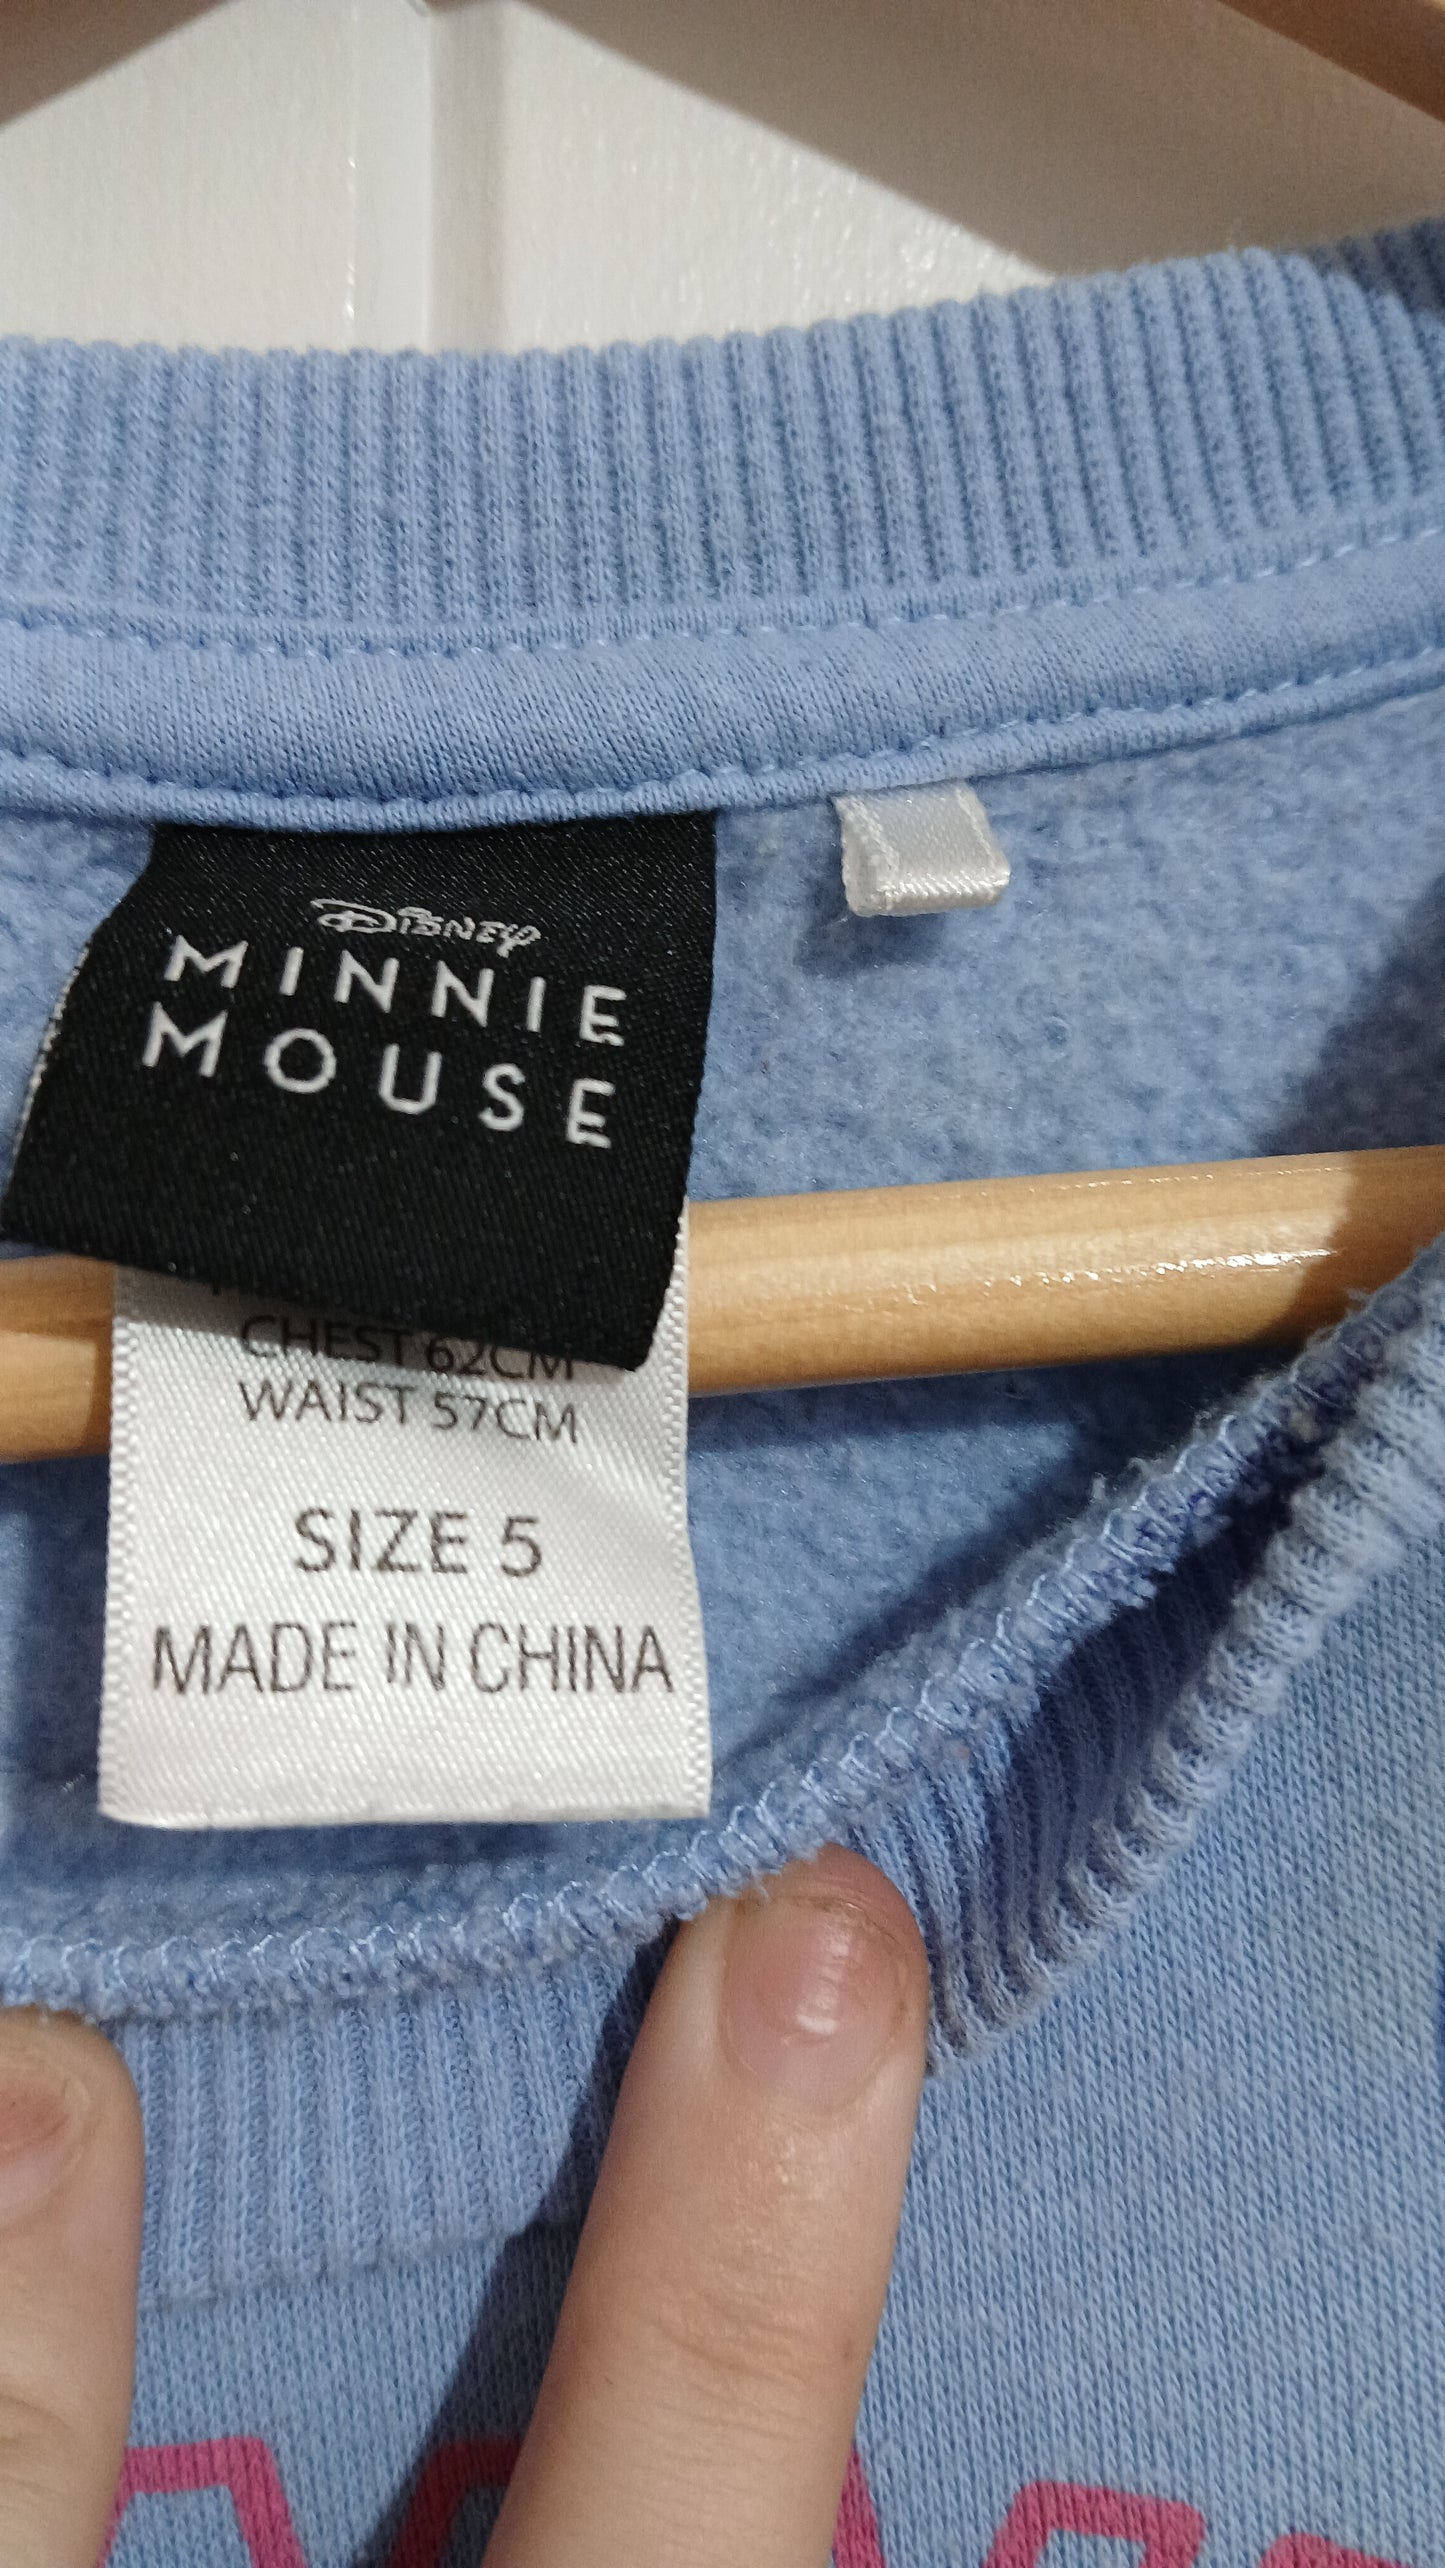 Disney
MINNIE
MOUSE
CHEST 62CM
WAIST 57CM
SIZE 5
MADE IN CHINA